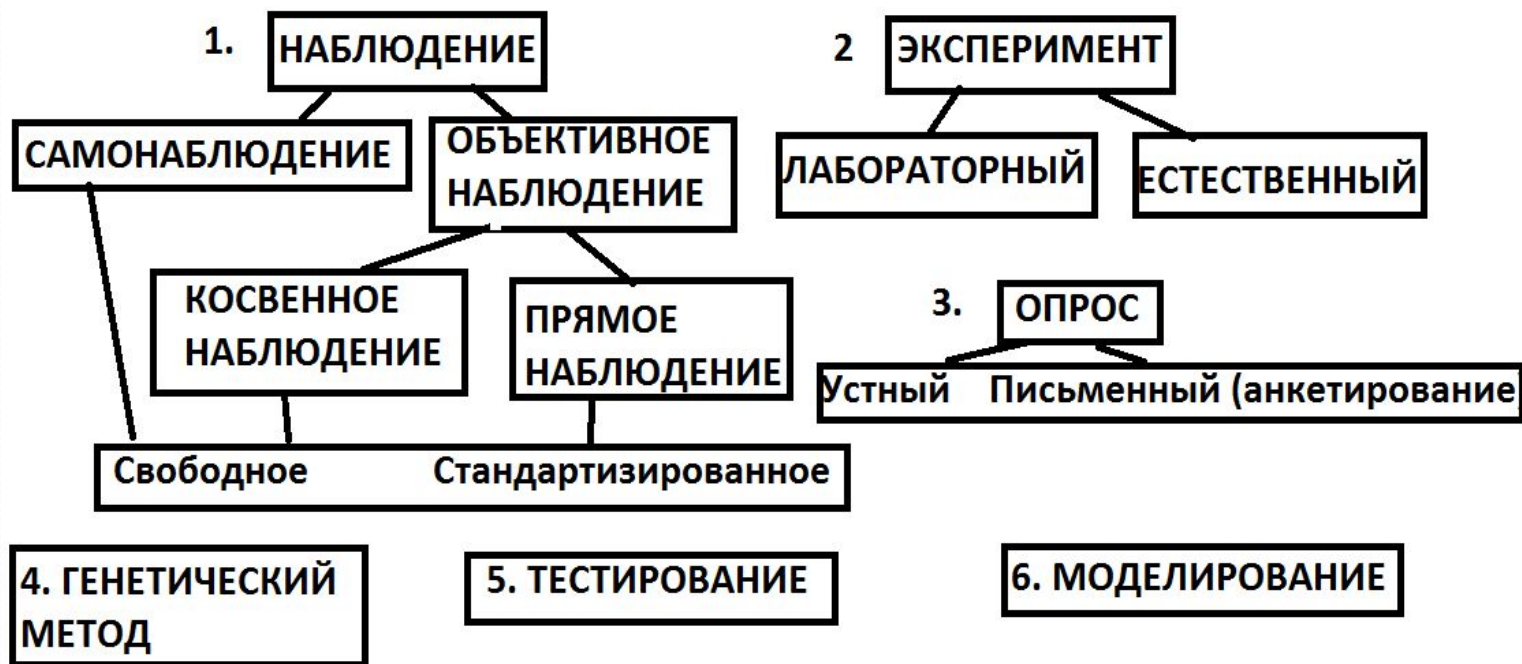 1. НАБЛЮДЕНИЕ
САМОНАБЛЮДЕНИЕ
ОБЪЕКТИВНОЕ
НАБЛЮДЕНИЕ
КОСВЕННОЕ
НАБЛЮДЕНИЕ
ПРЯМОЕ
НАБЛЮДЕНИЕ
Свободное Стандартизированное
2 ЭКСПЕРИМЕНТ
ЛАБОРАТОРНЫЙ
ЕСТЕСТВЕННЫЙ
3. ОПРОС
Устный Письменный (анкетирование)
4. ГЕНЕТИЧЕСКИЙ
МЕТОД
5. ТЕСТИРОВАНИЕ
6. МОДЕЛИРОВАНИЕ